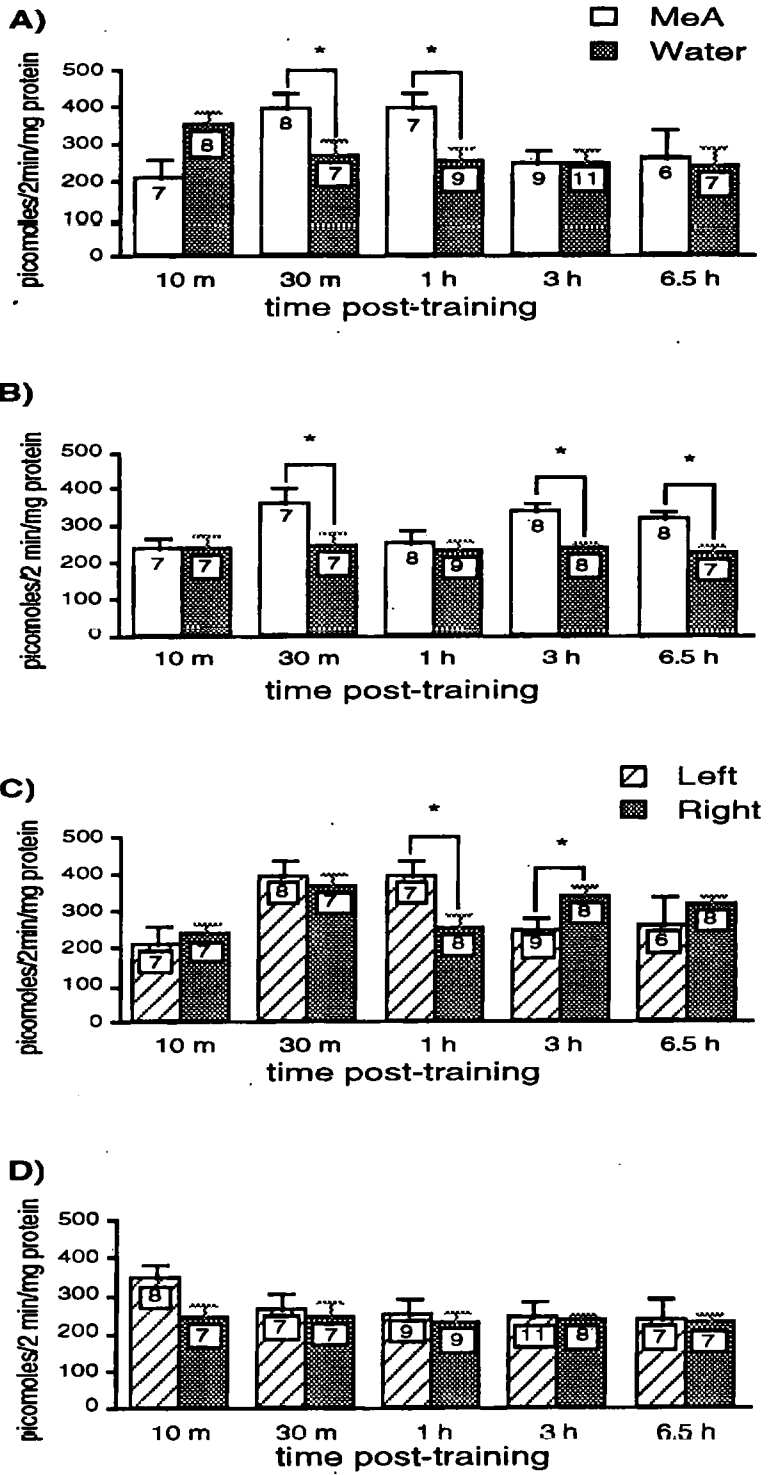 A)
MeA
Water
picomoles/2min/mg protein
500
400
300
200
100
0
* *
7 8 8 7 7 9 9 11 6 7
10 m 30 m 1 h 3 h 6.5 h
time post-training
B)
picomoles/2 min/mg protein
500
400
300
200
100
0
* * *
7 7 7 7 8 9 8 8 8 7
10 m 30 m 1 h 3 h 6.5 h
time post-training
C)
Left
Right
picomoles/2min/mg protein
500
400
300
200
100
0
* *
7 7 8 7 7 8 9 8 6 8
10 m 30 m 1 h 3 h 6.5 h
time post-training
D)
picomoles/2 min/mg protein
500
400
300
200
100
0
8 7 7 7 9 9 11 8 7 7
10 m 30 m 1 h 3 h 6.5 h
time post-training